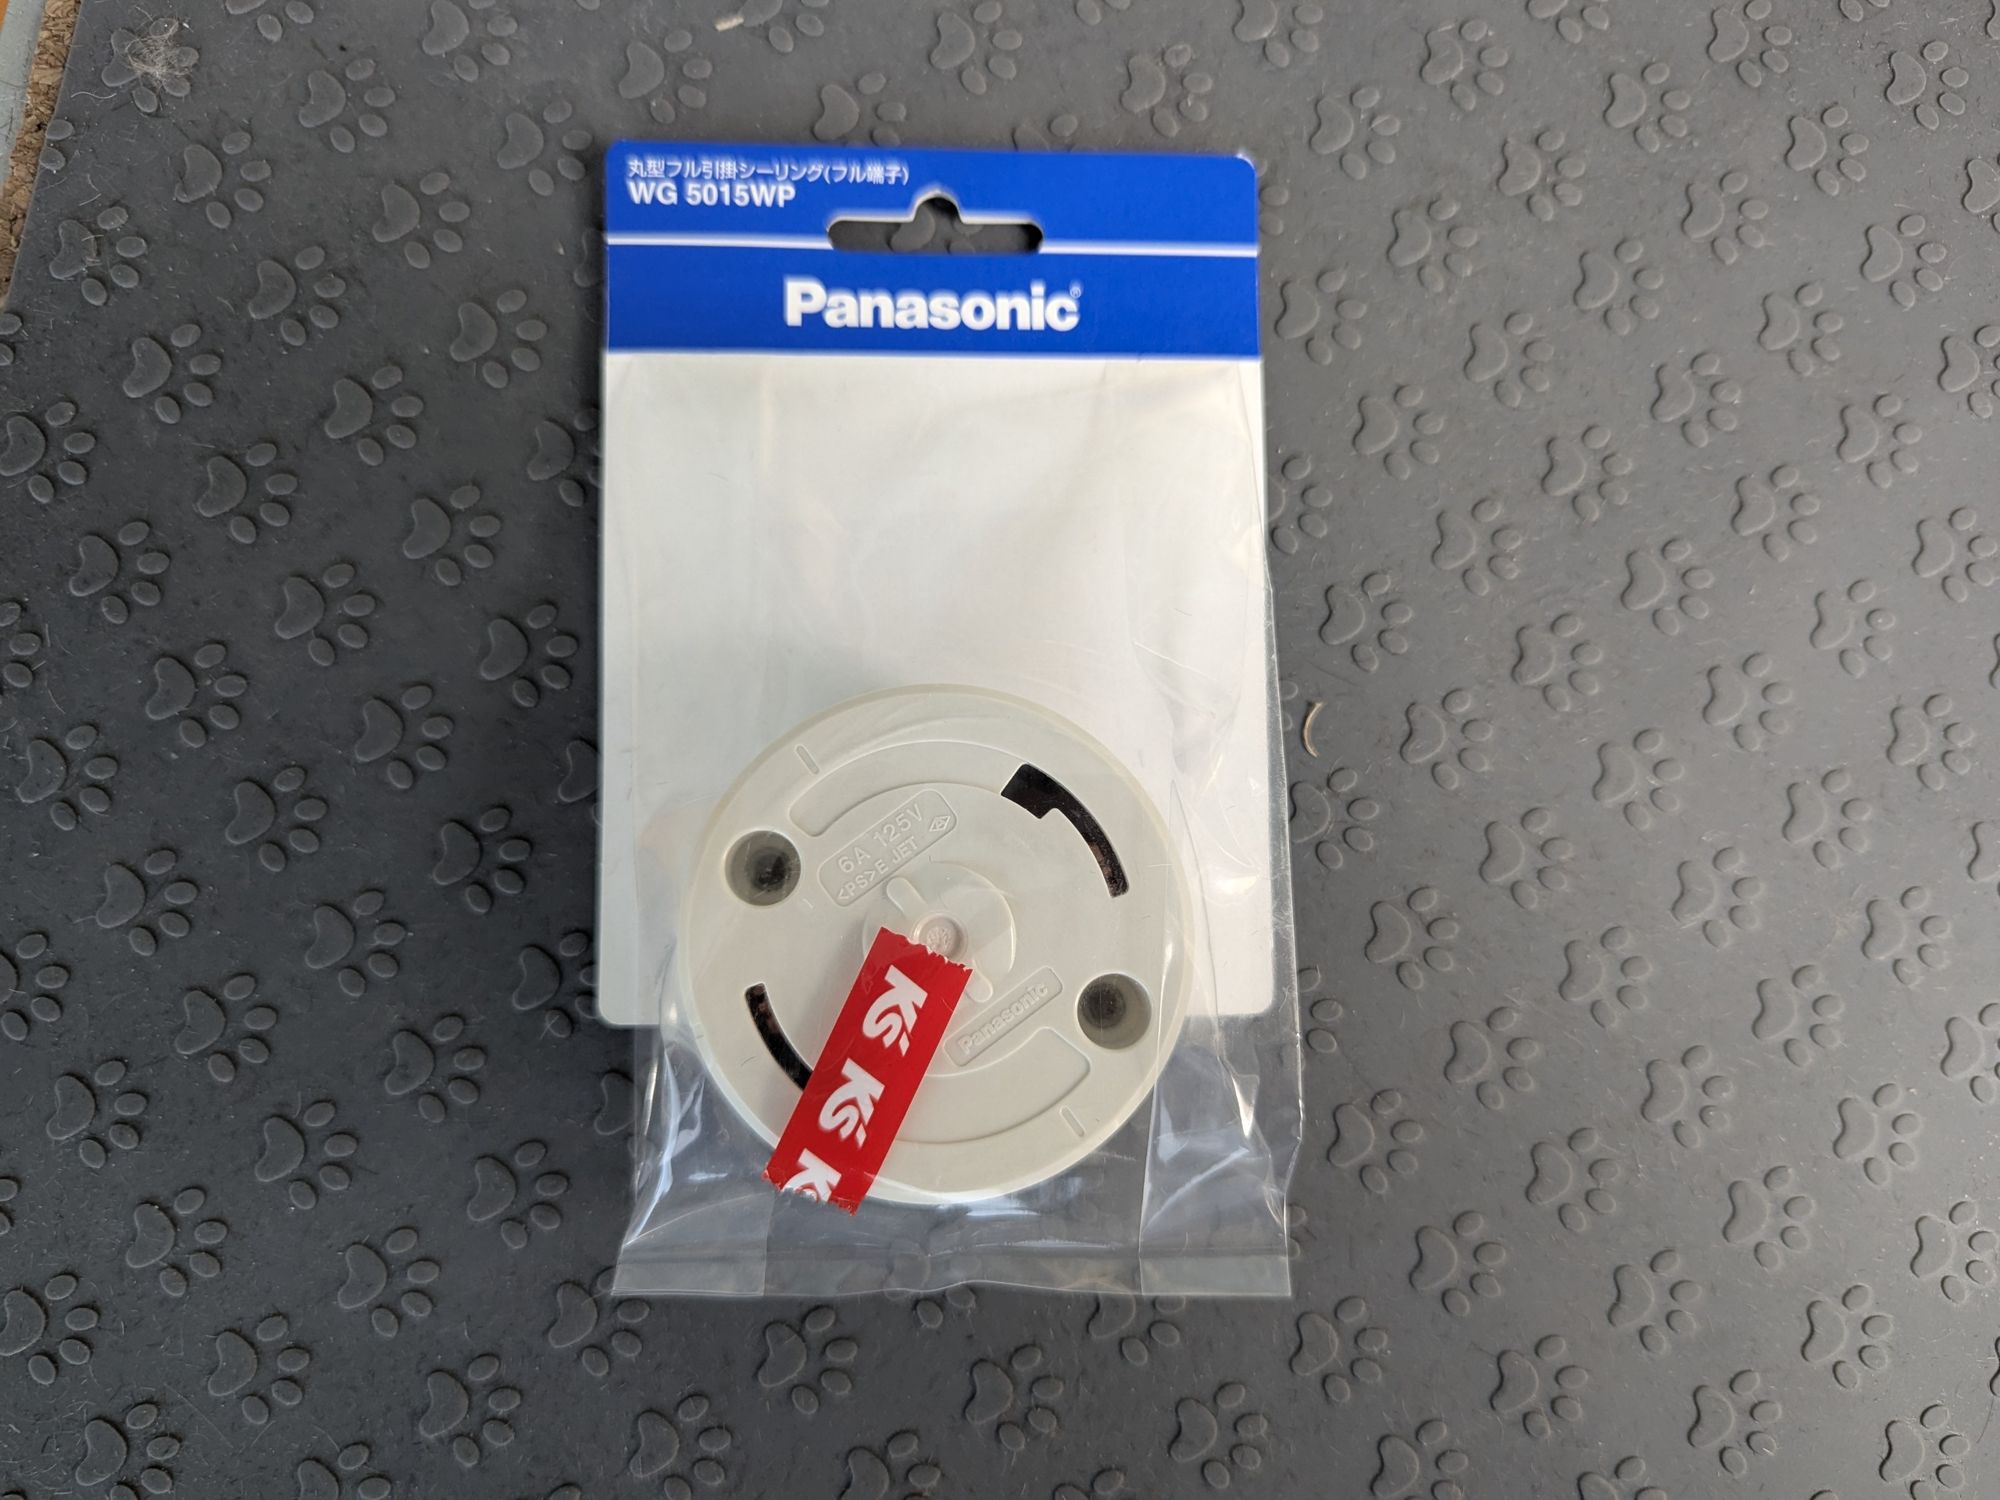 丸型フル引掛シーリング(フル端子)
WG 5015WP
Panasonic®
6A 125V
<PS>E JET
Panasonic
K's
K's
K